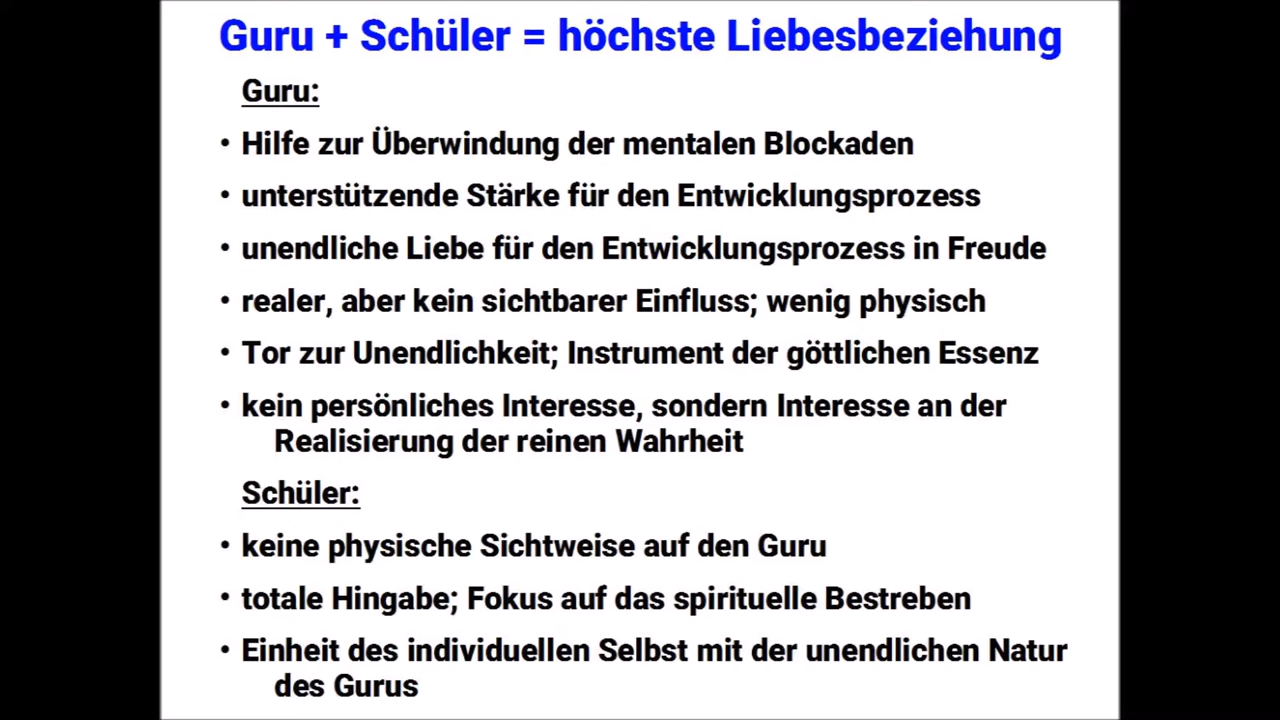 Guru + Schüler = höchste Liebesbeziehung
Guru:
• Hilfe zur Überwindung der mentalen Blockaden
• unterstützende Stärke für den Entwicklungsprozess
• unendliche Liebe für den Entwicklungsprozess in Freude
• realer, aber kein sichtbarer Einfluss; wenig physisch
• Tor zur Unendlichkeit; Instrument der göttlichen Essenz
• kein persönliches Interesse, sondern Interesse an der
Realisierung der reinen Wahrheit
Schüler:
• keine physische Sichtweise auf den Guru
• totale Hingabe; Fokus auf das spirituelle Bestreben
• Einheit des individuellen Selbst mit der unendlichen Natur
des Gurus